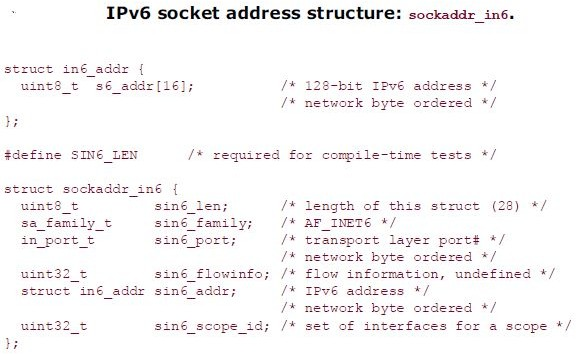 IPv6 socket address structure: sockaddr_in6.
struct in6_addr {
  uint8_t  s6_addr[16];          /* 128-bit IPv6 address */
                                 /* network byte ordered */
};
#define SIN6_LEN      /* required for compile-time tests */
struct sockaddr_in6 {
  uint8_t         sin6_len;      /* length of this struct (28) */
  sa_family_t     sin6_family;   /* AF_INET6 */
  in_port_t       sin6_port;     /* transport layer port# */
                                 /* network byte ordered */
  uint32_t        sin6_flowinfo; /* flow information, undefined */
  struct in6_addr sin6_addr;     /* IPv6 address */
                                 /* network byte ordered */
  uint32_t        sin6_scope_id; /* set of interfaces for a scope */
};